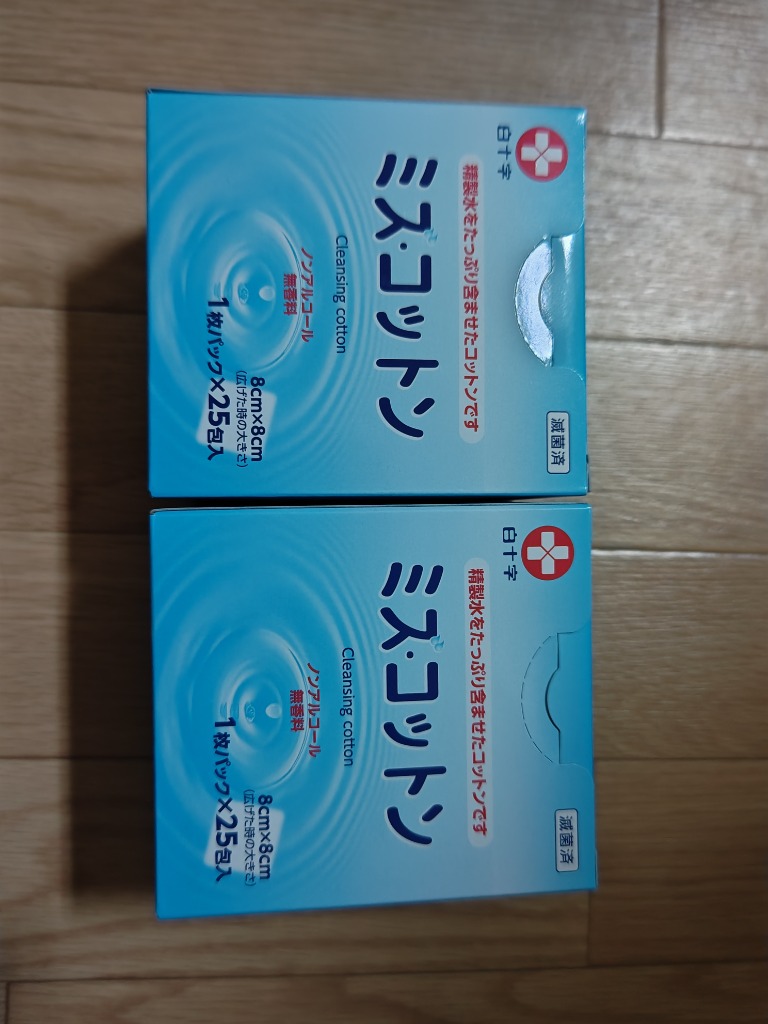 白十字
滅菌済
精製水をたっぷり含ませたコットンです
ミズ・コットン
Cleansing cotton
ノンアルコール
無香料
8cm×8cm
(広げた時の大きさ)
1枚パック×25包入
白十字
滅菌済
精製水をたっぷり含ませたコットンです
ミズ・コットン
Cleansing cotton
ノンアルコール
無香料
8cm×8cm
(広げた時の大きさ)
1枚パック×25包入